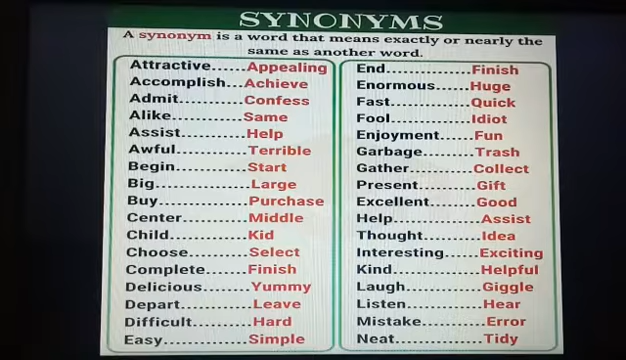 SYNONYMS
A synonym is a word that means exactly or nearly the
same as another word.
Attractive......Appealing
Accomplish...Achieve
Admit............Confess
Alike.............Same
Assist...........Help
Awful............Terrible
Begin............Start
Big................Large
Buy...............Purchase
Center..........Middle
Child.............Kid
Choose.........Select
Complete......Finish
Delicious.......Yummy
Depart...........Leave
Difficult..........Hard
Easy..............Simple
End...............Finish
Enormous......Huge
Fast..............Quick
Fool..............Idiot
Enjoyment......Fun
Garbage........Trash
Gather...........Collect
Present..........Gift
Excellent........Good
Help..............Assist
Thought.........Idea
Interesting......Exciting
Kind...............Helpful
Laugh............Giggle
Listen.............Hear
Mistake..........Error
Neat...............Tidy